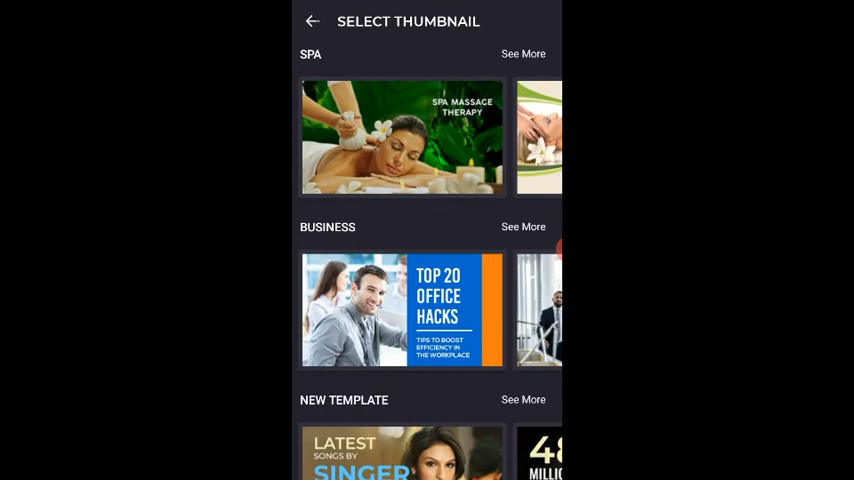 SELECT THUMBNAIL
SPA
See More
SPA MASSAGE
THERAPY
BUSINESS
See More
TOP 20
OFFICE
HACKS
TIPS TO BOOST
EFFICIENCY IN
THE WORKPLACE
NEW TEMPLATE
See More
LATEST
SONGS BY
SINGER
48